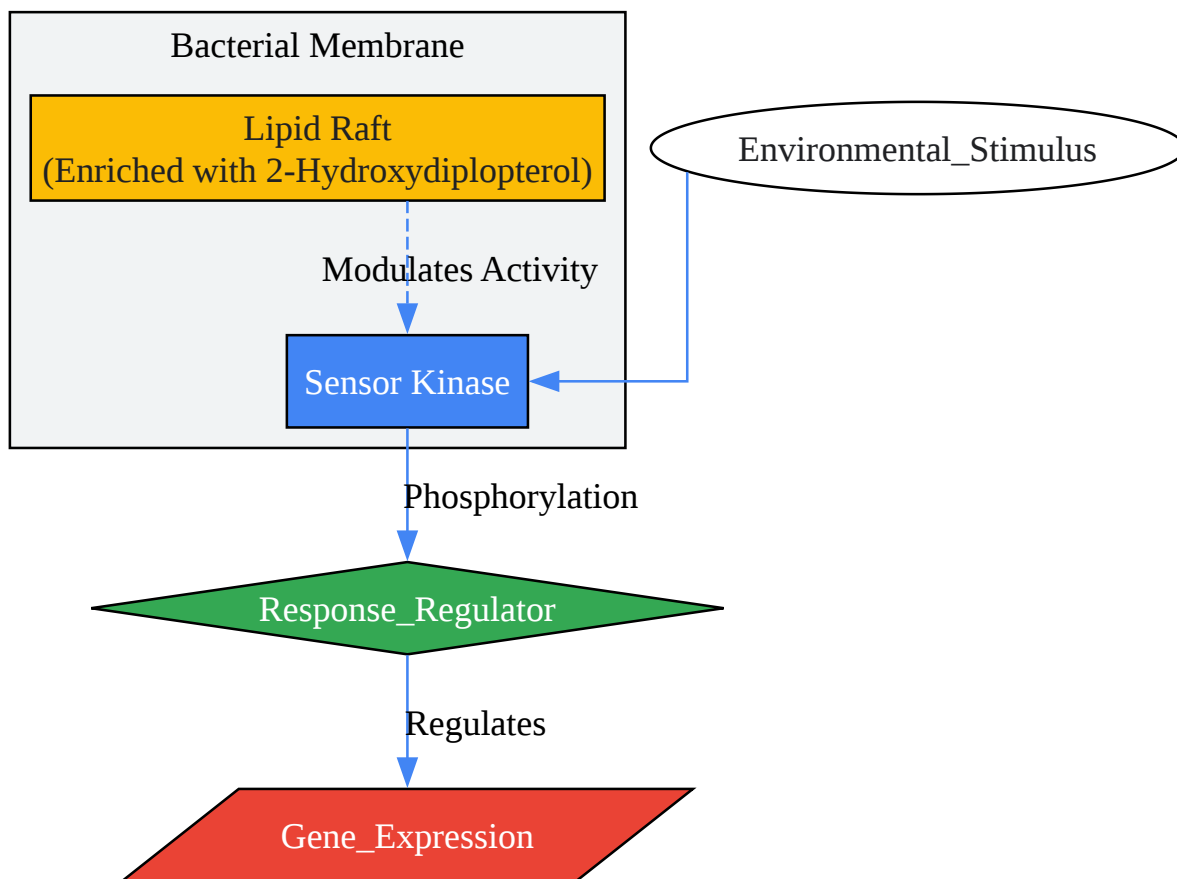 Bacterial Membrane
Lipid Raft
(Enriched with 2-Hydroxydiplopterol)
Environmental_Stimulus
Modulates Activity
Sensor Kinase
Phosphorylation
Response_Regulator
Regulates
Gene_Expression